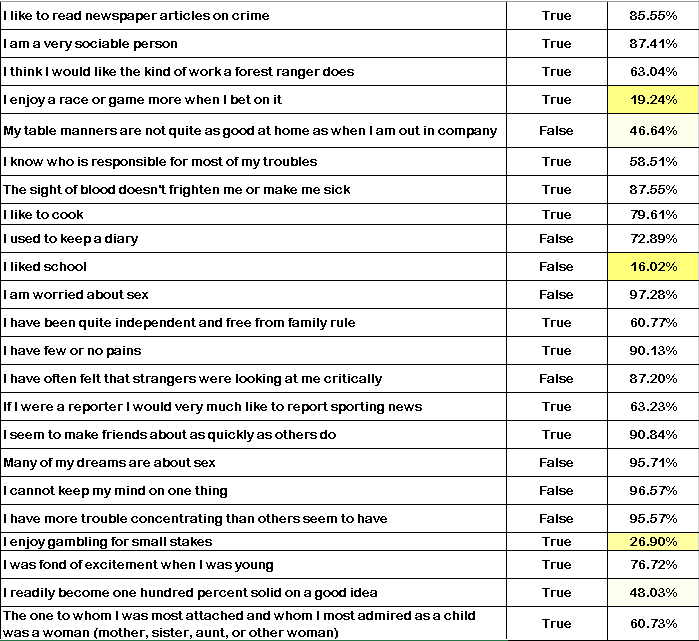 I like to read newspaper articles on crime True 85.55%
I am a very sociable person True 87.41%
I think I would like the kind of work a forest ranger does True 63.04%
I enjoy a race or game more when I bet on it True 19.24%
My table manners are not quite as good at home as when I am out in company False 46.64%
I know who is responsible for most of my troubles True 58.51%
The sight of blood doesn't frighten me or make me sick True 87.55%
I like to cook True 79.61%
I used to keep a diary False 72.89%
I liked school False 16.02%
I am worried about sex False 97.28%
I have been quite independent and free from family rule True 60.77%
I have few or no pains True 90.13%
I have often felt that strangers were looking at me critically False 87.20%
If I were a reporter I would very much like to report sporting news True 63.23%
I seem to make friends about as quickly as others do True 90.84%
Many of my dreams are about sex False 95.71%
I cannot keep my mind on one thing False 96.57%
I have more trouble concentrating than others seem to have False 95.57%
I enjoy gambling for small stakes True 26.90%
I was fond of excitement when I was young True 76.72%
I readily become one hundred percent solid on a good idea True 48.03%
The one to whom I was most attached and whom I most admired as a child
was a woman (mother, sister, aunt, or other woman) True 60.73%